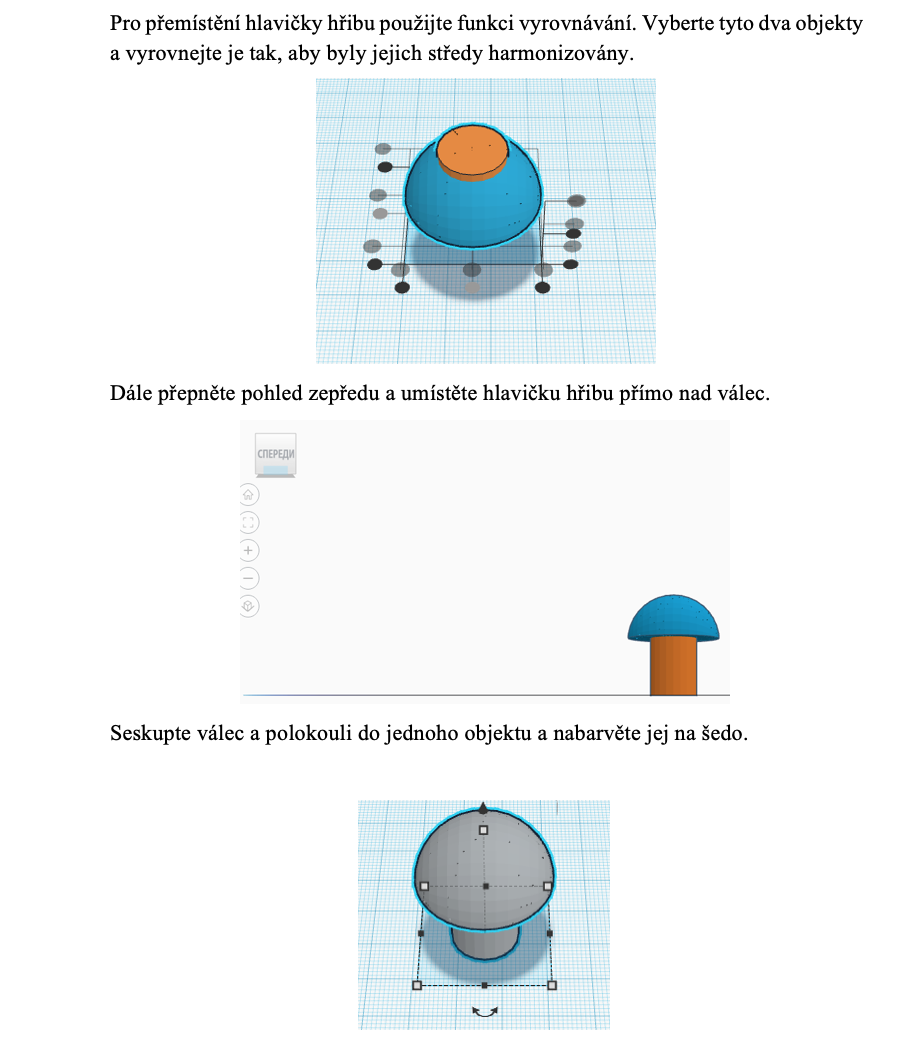 Pro přemístění hlavičky hřibu použijte funkci vyrovnávání. Vyberte tyto dva objekty
a vyrovnejte je tak, aby byly jejich středy harmonizovány.
Dále přepněte pohled zepředu a umístěte hlavičku hřibu přímo nad válec.
СПЕРЕДИ
Seskupte válec a polokouli do jednoho objektu a nabarvěte jej na šedo.